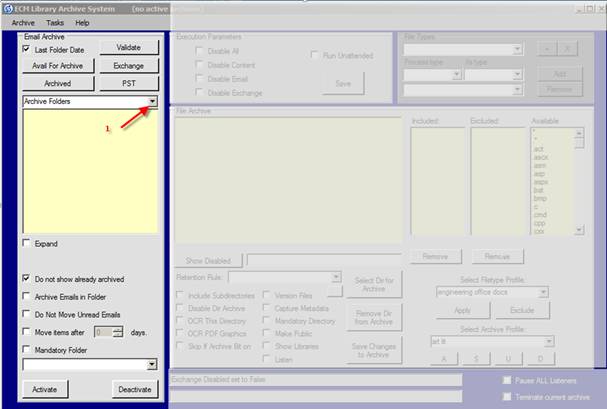 ECM Library Archive System [no active
Archive Tasks Help
Email Archive
Last Folder Date
Validate
Avail For Archive
Exchange
Archived
PST
Archive Folders
1.
Expand
Do not show already archived
Archive Emails in Folder
Do Not Move Unread Emails
Move items after 0 days.
Mandatory Folder
Activate
Deactivate
Execution Parameters
Disable All
Disable Content
Disable Email
Disable Exchange
Run Unattended
Save
File Types
+ X
Process type As type
Add
Remove
File Archive
Included:
Excluded:
Available
.act
.ascx
.asm
.asp
.aspx
.bat
.bmp
.c
.cmd
.cpp
.cxx
Show Disabled
Remove
Remove
Retention Rule:
Include Subdirectories
Disable Dir Archive
OCR This Directory
OCR PDF Graphics
Skip If Archive Bit on
Version Files
Capture Metadata
Mandatory Directory
Make Public
Show Libraries
Listen
Select Dir for
Archive
Remove Dir
from Archive
Save Changes
to Archive
Select Filetype Profile:
engineering office docs
Apply
Exclude
Select Archive Profile:
art lit
A S U D
Exchange Disabled set to False
Pause ALL Listeners
Terminate current archive